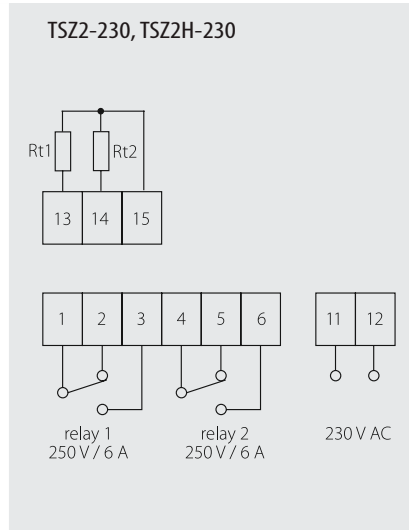 TSZ2-230, TSZ2H-230
Rt1 Rt2
13 14 15
1 2 3 4 5 6 11 12
relay 1 relay 2 230 V AC
250 V / 6 A 250 V / 6 A